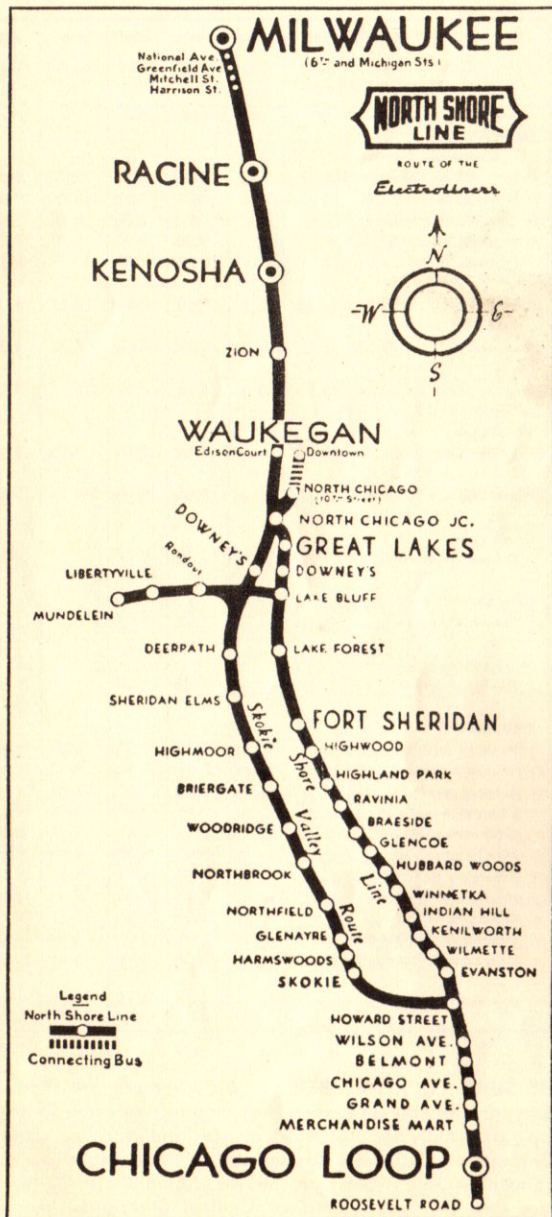 MILWAUKEE
(6TH and Michigan Sts)
National Ave.
Greenfield Ave
Mitchell St.
Harrison St.
NORTH SHORE
LINE
ROUTE OF THE
Electroliners
RACINE
N
W
E
S
KENOSHA
ZION
WAUKEGAN
Edison Court
Downtown
NORTH CHICAGO
(10TH Street)
NORTH CHICAGO JC.
DOWNEY'S
GREAT LAKES
DOWNEY'S
Rondout
LIBERTYVILLE
LAKE BLUFF
MUNDELEIN
DEERPATH
LAKE FOREST
SHERIDAN ELMS
Skokie Valley Route
Shore Line
FORT SHERIDAN
HIGHMOOR
HIGHWOOD
HIGHLAND PARK
BRIERGATE
RAVINIA
WOODRIDGE
BRAESIDE
GLENCOE
NORTHBROOK
HUBBARD WOODS
WINNETKA
NORTHFIELD
INDIAN HILL
GLENAYRE
KENILWORTH
HARMSWOODS
WILMETTE
SKOKIE
EVANSTON
Legend
North Shore Line
Connecting Bus
HOWARD STREET
WILSON AVE.
BELMONT
CHICAGO AVE.
GRAND AVE.
MERCHANDISE MART
CHICAGO LOOP
ROOSEVELT ROAD